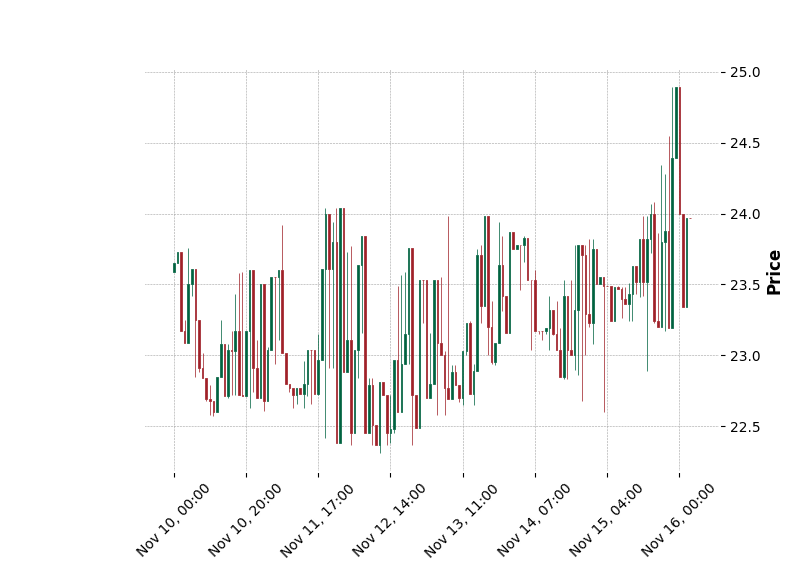 25.0
24.5
24.0
23.5
23.0
22.5
Price
Nov 10, 00:00
Nov 10, 20:00
Nov 11, 17:00
Nov 12, 14:00
Nov 13, 11:00
Nov 14, 07:00
Nov 15, 04:00
Nov 16, 00:00